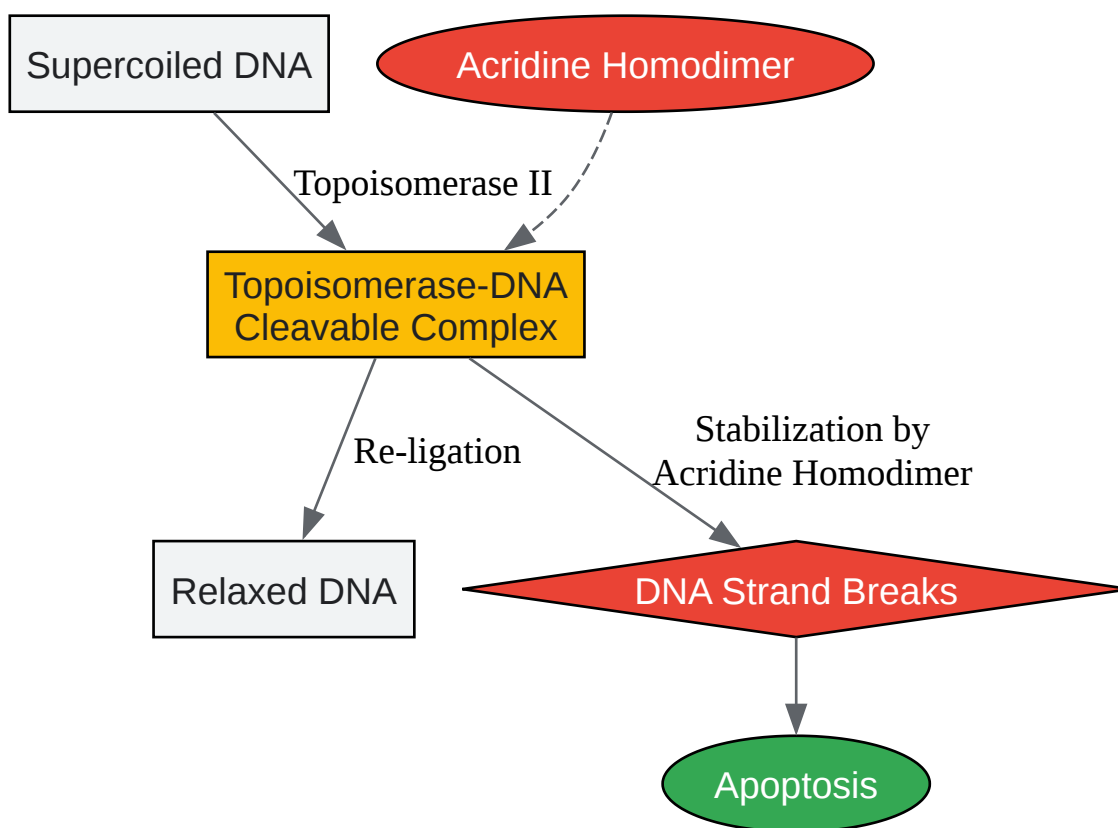 Supercoiled DNA
Acridine Homodimer
Topoisomerase II
Topoisomerase-DNA
Cleavable Complex
Re-ligation
Stabilization by
Acridine Homodimer
Relaxed DNA
DNA Strand Breaks
Apoptosis